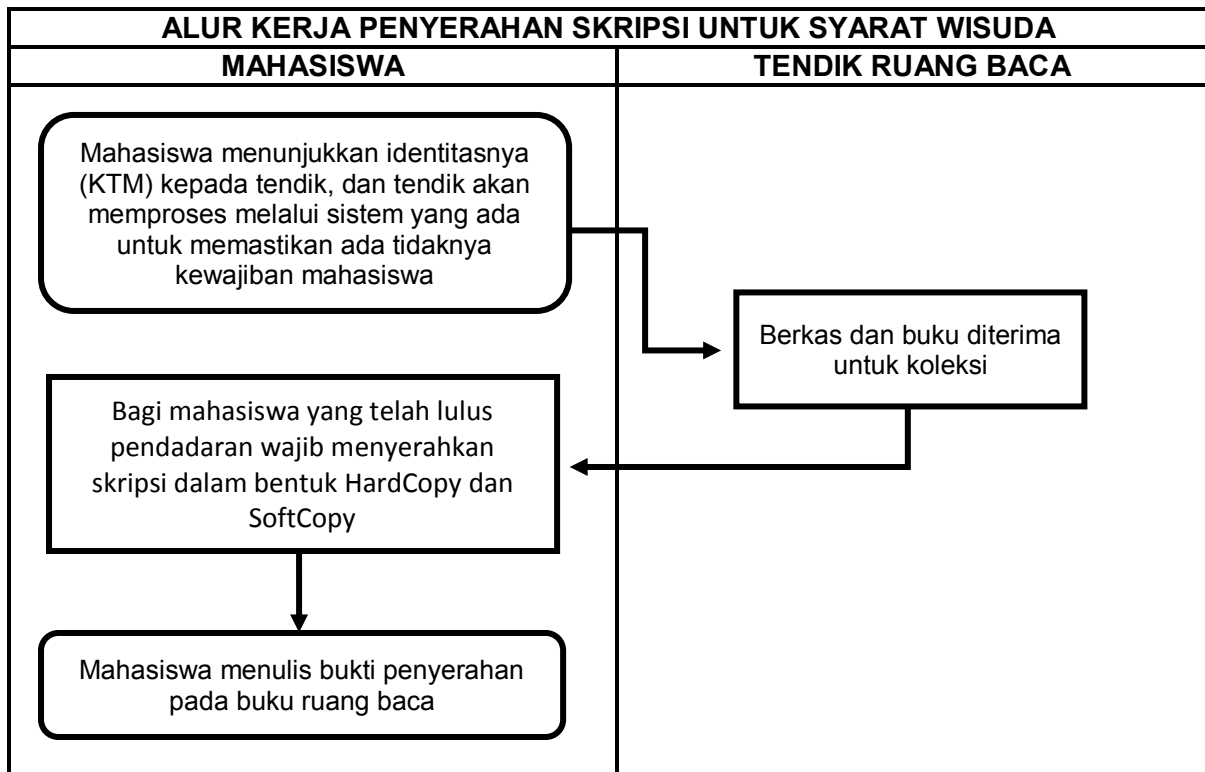 ALUR KERJA PENYERAHAN SKRIPSI UNTUK SYARAT WISUDA
MAHASISWA
TENDIK RUANG BACA
Mahasiswa menunjukkan identitasnya
(KTM) kepada tendik, dan tendik akan
memproses melalui sistem yang ada
untuk memastikan ada tidaknya
kewajiban mahasiswa
Berkas dan buku diterima
untuk koleksi
Bagi mahasiswa yang telah lulus
pendadaran wajib menyerahkan
skripsi dalam bentuk HardCopy dan
SoftCopy
Mahasiswa menulis bukti penyerahan
pada buku ruang baca